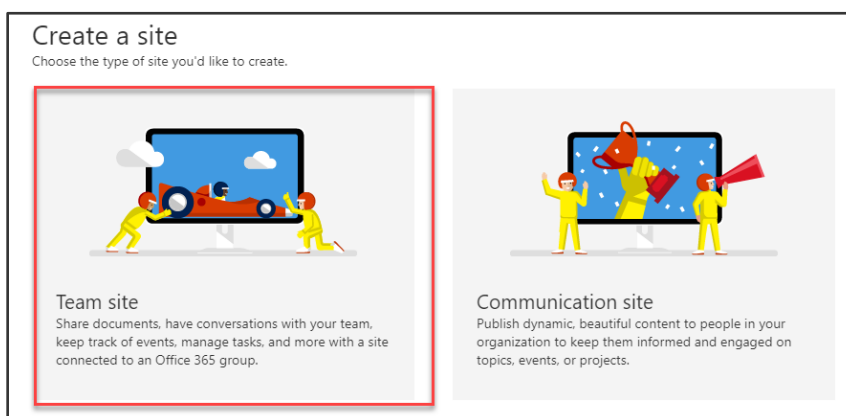 Create a site
Choose the type of site you'd like to create.
Team site
Share documents, have conversations with your team,
keep track of events, manage tasks, and more with a site
connected to an Office 365 group.
Communication site
Publish dynamic, beautiful content to people in your
organization to keep them informed and engaged on
topics, events, or projects.